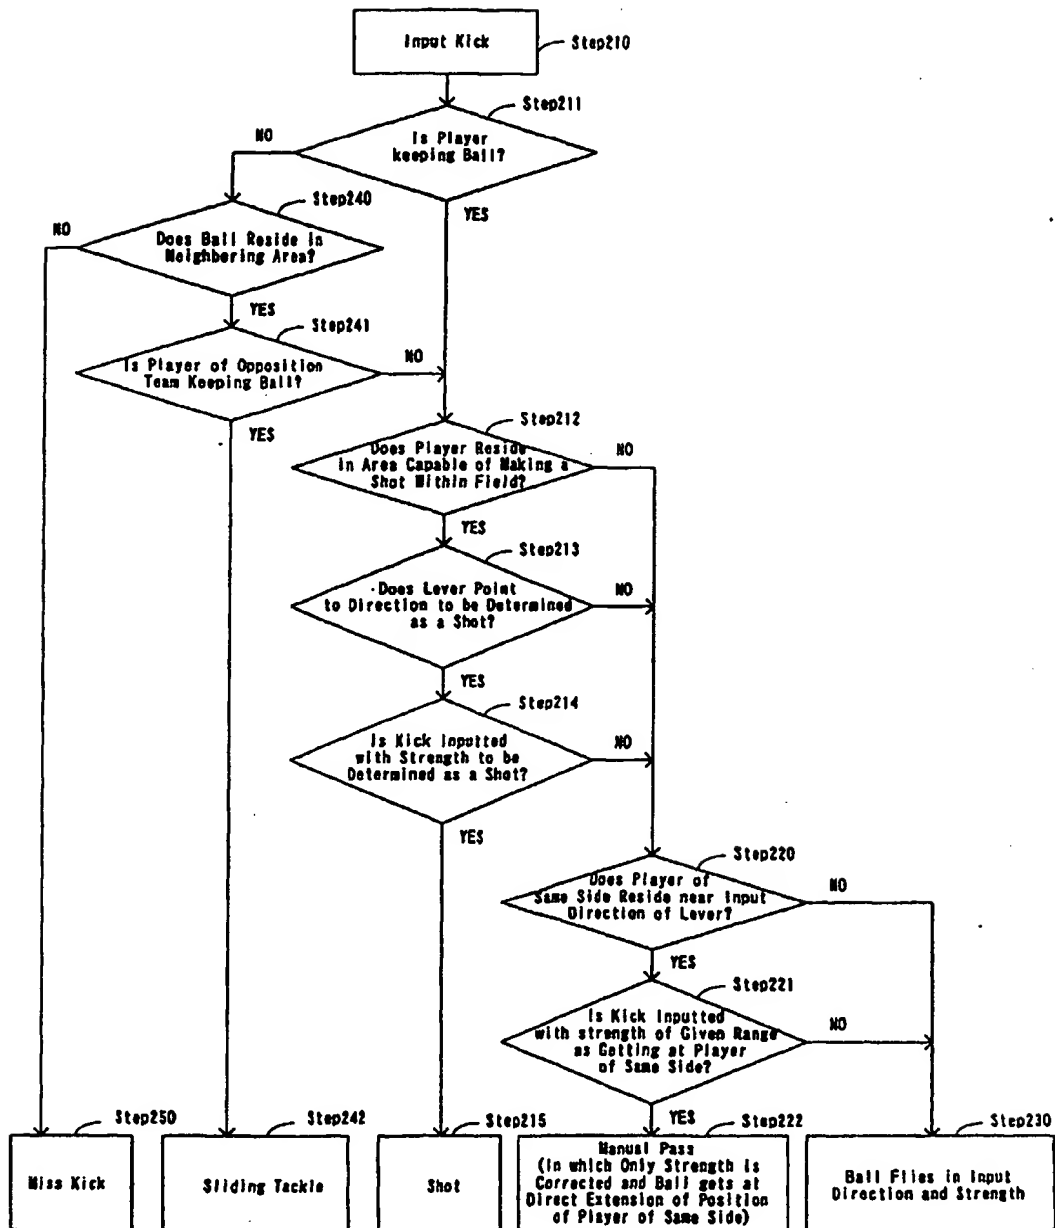 Input Kick
Step210
Step211
NO
Is Player
keeping Ball?
Step240
YES
NO
Does Ball Reside in
Neighboring Area?
YES
Step241
Is Player of Opposition
Team Keeping Ball?
NO
YES
Step212
Does Player Reside
in Area Capable of Making a
Shot Within Field?
NO
YES
Step213
Does Lever Point
to Direction to be Determined
as a Shot?
NO
YES
Step214
Is Kick Inputted
with Strength to be
Determined as a Shot?
NO
YES
Step220
Does Player of
Same Side Reside near Input
Direction of Lever?
NO
YES
Step221
Is Kick Inputted
with strength of Given Range
as Getting at Player
of Same Side?
NO
YES
Step250
Step242
Step215
Step222
Step230
Miss Kick
Sliding Tackle
Shot
Manual Pass
(in which Only Strength is
Corrected and Ball gets at
Direct Extension of Position
of Player of Same Side)
Ball Flies in Input
Direction and Strength